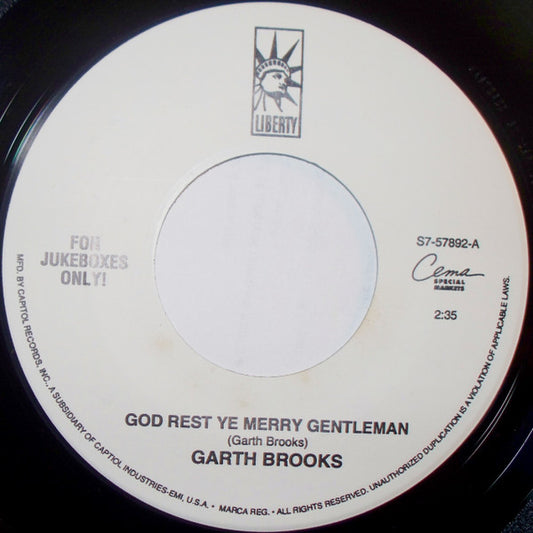 LIBERTY
FOR
JUKEBOXES
ONLY!
S7-57892-A
Cema
SPECIAL
MARKETS
2:35
GOD REST YE MERRY GENTLEMAN
(Garth Brooks)
GARTH BROOKS
MFD. BY CAPITOL RECORDS, INC., A SUBSIDIARY OF CAPTIOL INDUSTRIES-EMI, U.S.A. • MARCA REG. • ALL RIGHTS RESERVED. UNAUTHORIZED DUPLICATION IS A VIOLATION OF APPLICABLE LAWS.